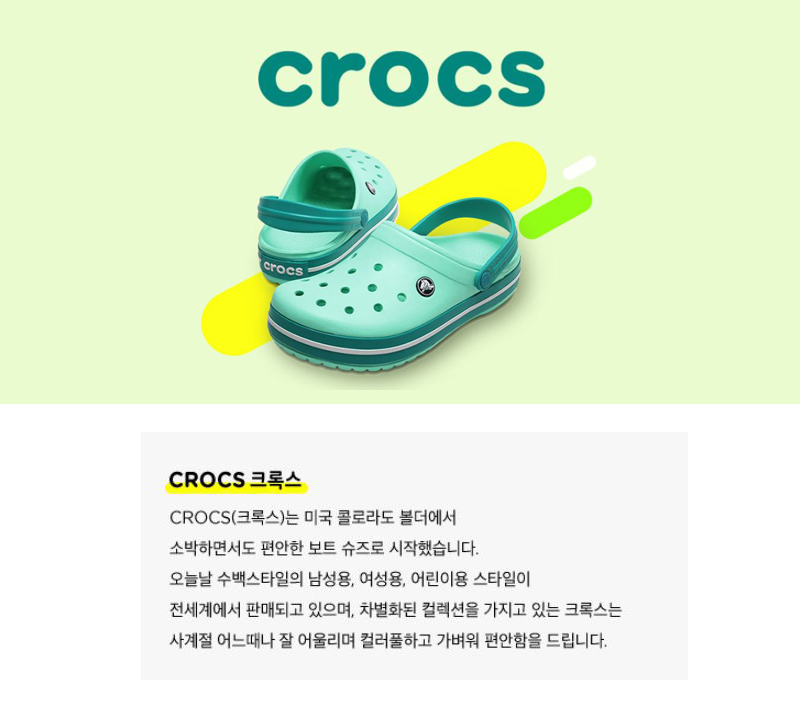 crocs
crocs
CROCS 크록스
CROCS(크록스)는 미국 콜로라도 볼더에서
소박하면서도 편안한 보트 슈즈로 시작했습니다.
오늘날 수백스타일의 남성용, 여성용, 어린이용 스타일이
전세계에서 판매되고 있으며, 차별화된 컬렉션을 가지고 있는 크록스는
사계절 어느때나 잘 어울리며 컬러풀하고 가벼워 편안함을 드립니다.